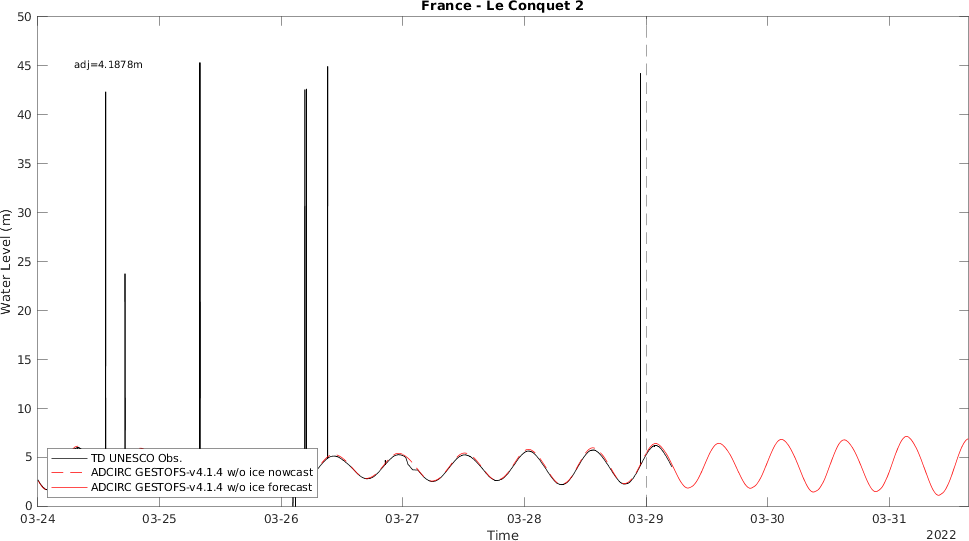 France - Le Conquet 2
adj=4.1878m
50
45
40
35
30
25
20
15
10
5
0
Water Level (m)
TD UNESCO Obs.
ADCIRC GESTOFS-v4.1.4 w/o ice nowcast
ADCIRC GESTOFS-v4.1.4 w/o ice forecast
03-24 03-25 03-26 03-27 03-28 03-29 03-30 03-31
Time
2022